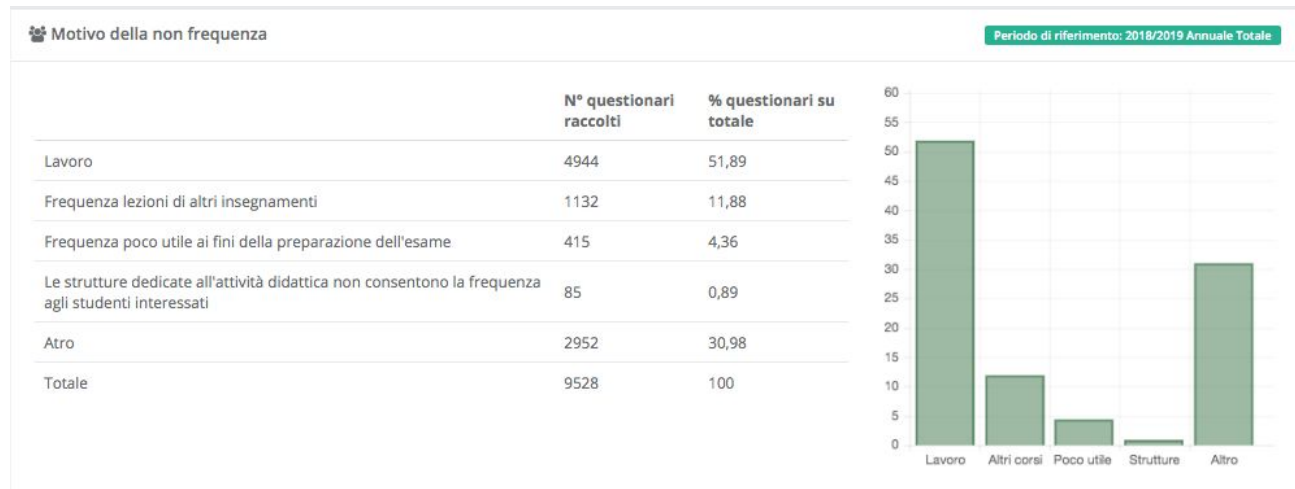 Motivo della non frequenza
Periodo di riferimento: 2018/2019 Annuale Totale
N° questionari raccolti
% questionari su totale
Lavoro 4944 51,89
Frequenza lezioni di altri insegnamenti 1132 11,88
Frequenza poco utile ai fini della preparazione dell'esame 415 4,36
Le strutture dedicate all'attività didattica non consentono la frequenza
agli studenti interessati 85 0,89
Atro 2952 30,98
Totale 9528 100
60
55
50
45
40
35
30
25
20
15
10
5
0
Lavoro Altri corsi Poco utile Strutture Altro